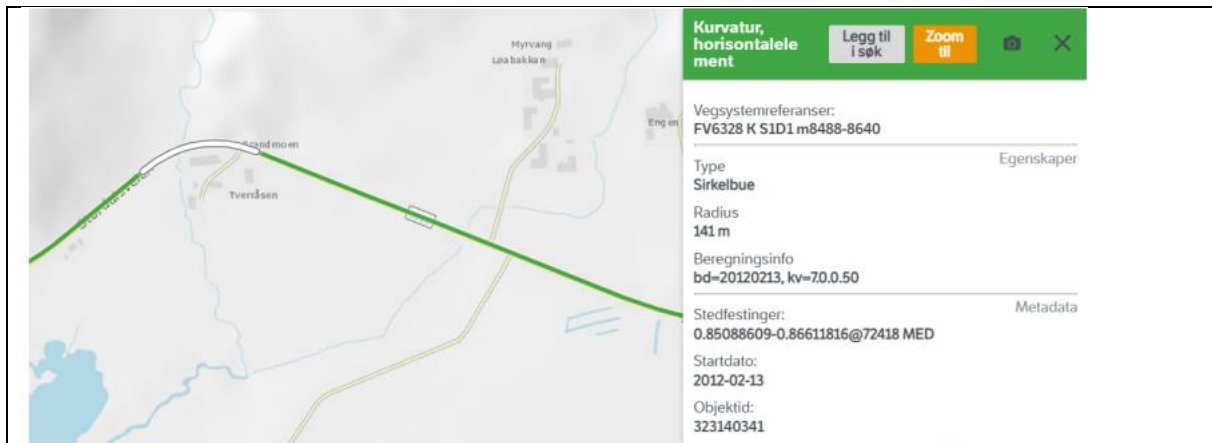 Myrvang
Løabakkan
Engen
Tverråsen
Kurvatur,
horisontalele
ment
Legg til
i søk
Zoom
til
Vegsystemreferanser:
FV6328 K S1D1 m8488-8640
Egenskaper
Type
Sirkelbue
Radius
141 m
Beregningsinfo
bd=20120213, kv=7.0.0.50
Metadata
Stedfestinger:
0.85088609-0.86611816@72418 MED
Startdato:
2012-02-13
Objektid:
323140341